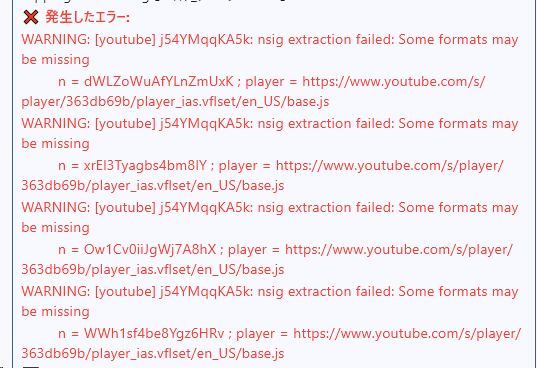 ❌ 発生したエラー:
WARNING: [youtube] j54YMqqKA5k: nsig extraction failed: Some formats may
be missing
n = dWLZoWuAfYLnZmUxK ; player = https://www.youtube.com/s/
player/363db69b/player_ias.vflset/en_US/base.js
WARNING: [youtube] j54YMqqKA5k: nsig extraction failed: Some formats may
be missing
n = xrEl3Tyagbs4bm8lY ; player = https://www.youtube.com/s/player/
363db69b/player_ias.vflset/en_US/base.js
WARNING: [youtube] j54YMqqKA5k: nsig extraction failed: Some formats may
be missing
n = Ow1Cv0iiJgWj7A8hX ; player = https://www.youtube.com/s/player/
363db69b/player_ias.vflset/en_US/base.js
WARNING: [youtube] j54YMqqKA5k: nsig extraction failed: Some formats may
be missing
n = WWh1sf4be8Ygz6HRv ; player = https://www.youtube.com/s/player/
363db69b/player_ias.vflset/en_US/base.js